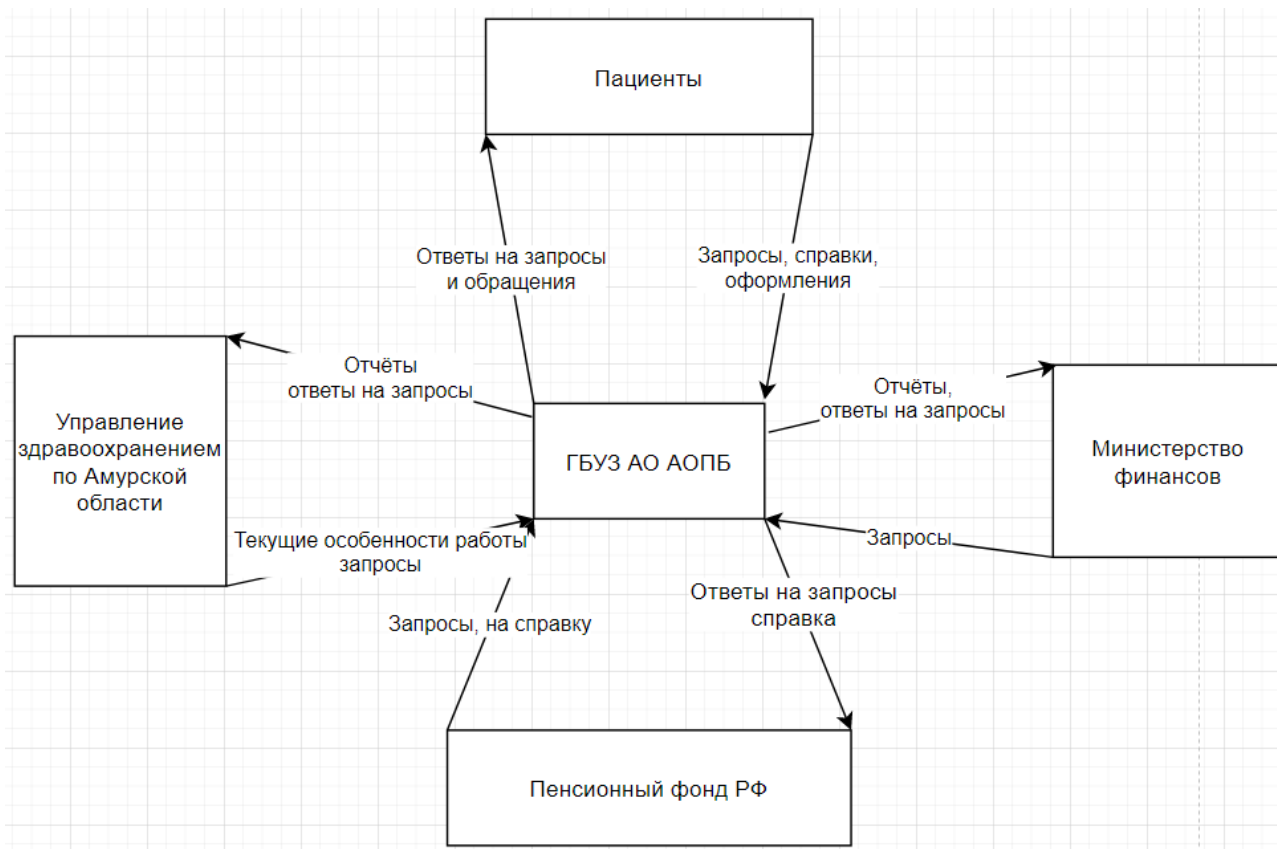 Пациенты
Ответы на запросы
и обращения
Запросы, справки,
оформления
Отчёты
ответы на запросы
Отчёты,
ответы на запросы
Управление
здравоохранением
по Амурской
области
ГБУЗ АО АОПБ
Министерство
финансов
Текущие особенности работы
запросы
Запросы
Ответы на запросы
справка
Запросы, на справку
Пенсионный фонд РФ